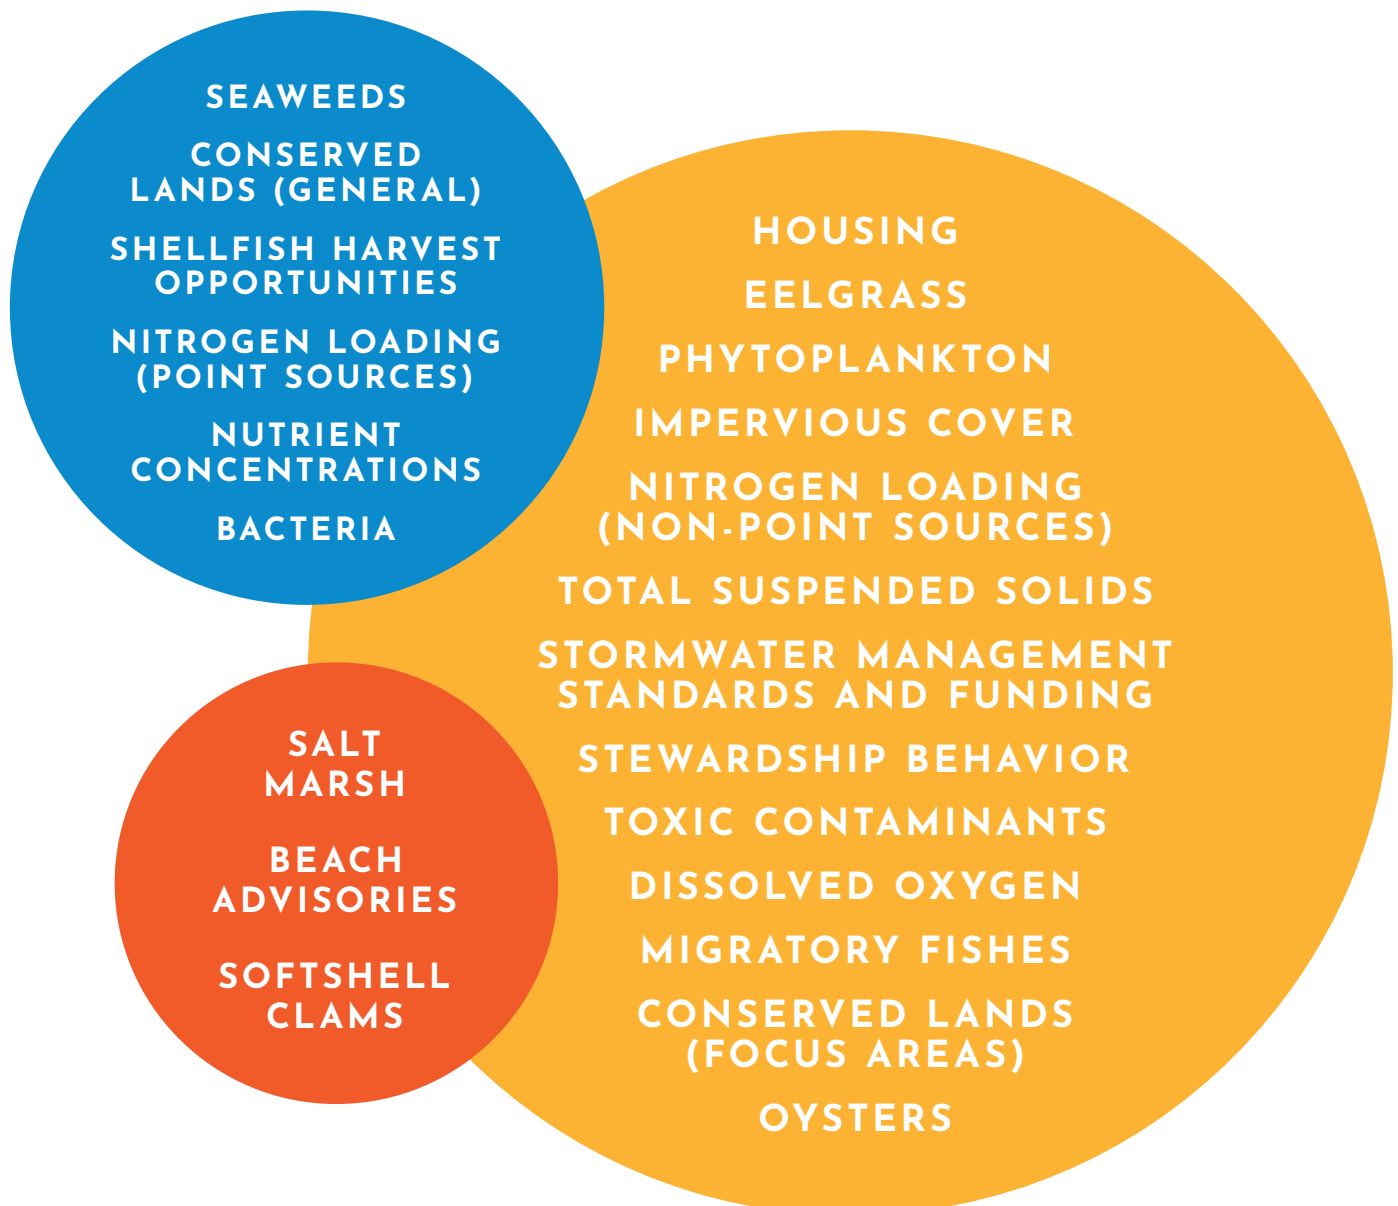 SEAWEEDS
CONSERVED
LANDS (GENERAL)
SHELLFISH HARVEST
OPPORTUNITIES
NITROGEN LOADING
(POINT SOURCES)
NUTRIENT
CONCENTRATIONS
BACTERIA
HOUSING
EELGRASS
PHYTOPLANKTON
IMPERVIOUS COVER
NITROGEN LOADING
(NON-POINT SOURCES)
TOTAL SUSPENDED SOLIDS
STORMWATER MANAGEMENT
STANDARDS AND FUNDING
STEWARDSHIP BEHAVIOR
TOXIC CONTAMINANTS
DISSOLVED OXYGEN
MIGRATORY FISHES
CONSERVED LANDS
(FOCUS AREAS)
OYSTERS
SALT
MARSH
BEACH
ADVISORIES
SOFTSHELL
CLAMS